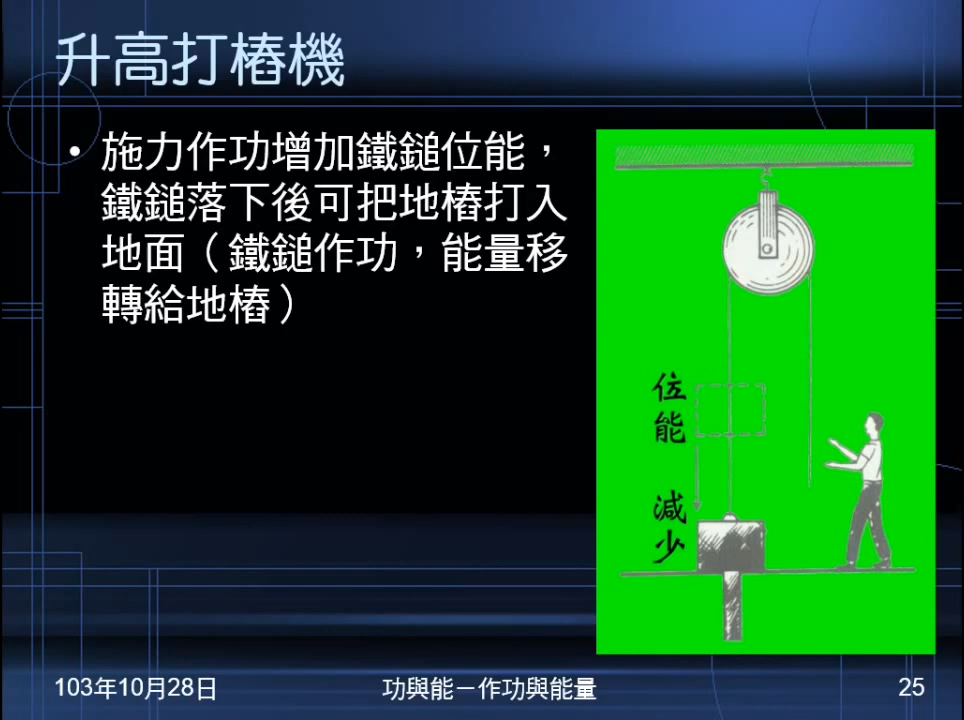 升高打樁機
• 施力作功增加鐵鎚位能，
鐵鎚落下後可把地樁打入
地面（鐵鎚作功，能量移
轉給地樁）
位能 減少
103年10月28日
功與能－作功與能量
25